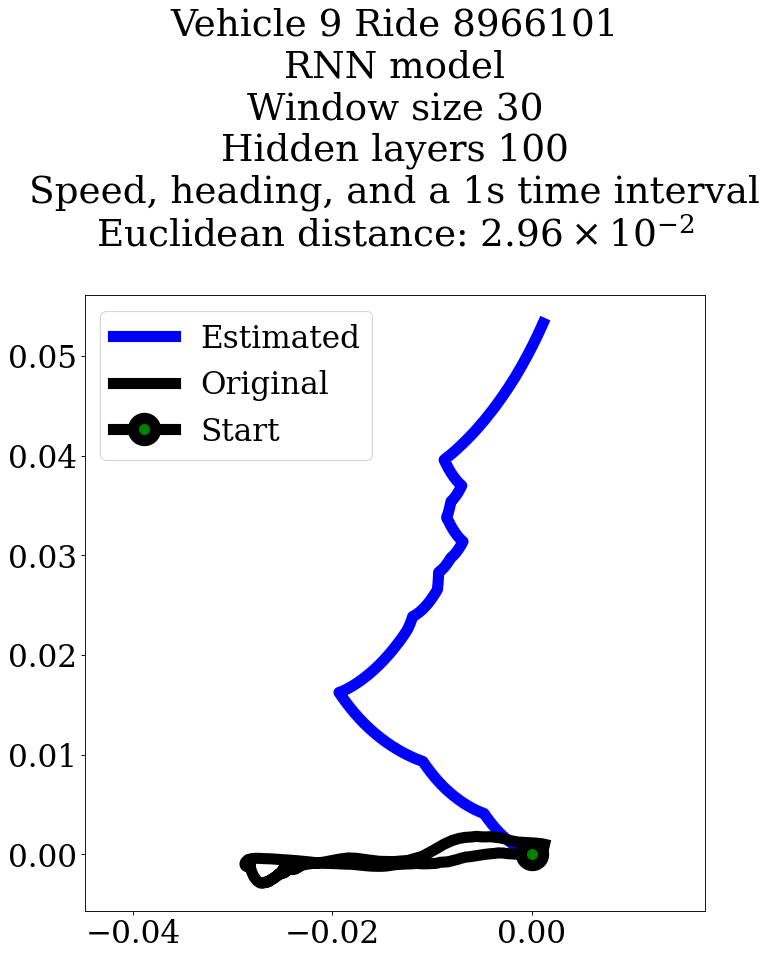 Vehicle 9 Ride 8966101
RNN model
Window size 30
Hidden layers 100
Speed, heading, and a 1s time interval
Euclidean distance: 2.96 × 10⁻²
Estimated
Original
Start
0.05
0.04
0.03
0.02
0.01
0.00
−0.04
−0.02
0.00